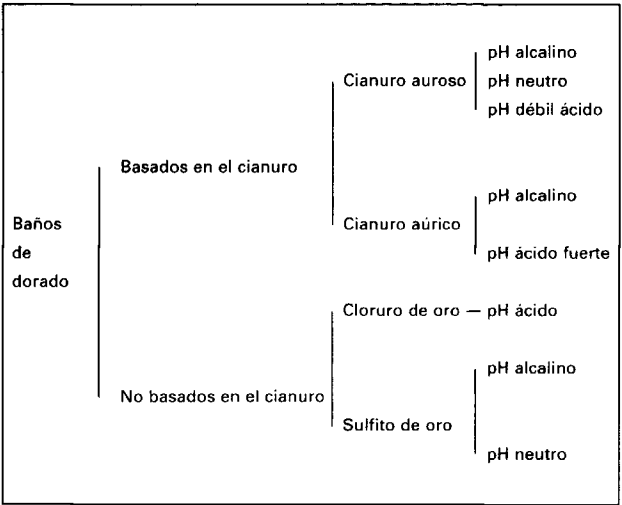 Baños
de
dorado
Basados en el cianuro
Cianuro auroso
pH alcalino
pH neutro
pH débil ácido
Cianuro aúrico
pH alcalino
pH ácido fuerte
No basados en el cianuro
Cloruro de oro — pH ácido
Sulfito de oro
pH alcalino
pH neutro